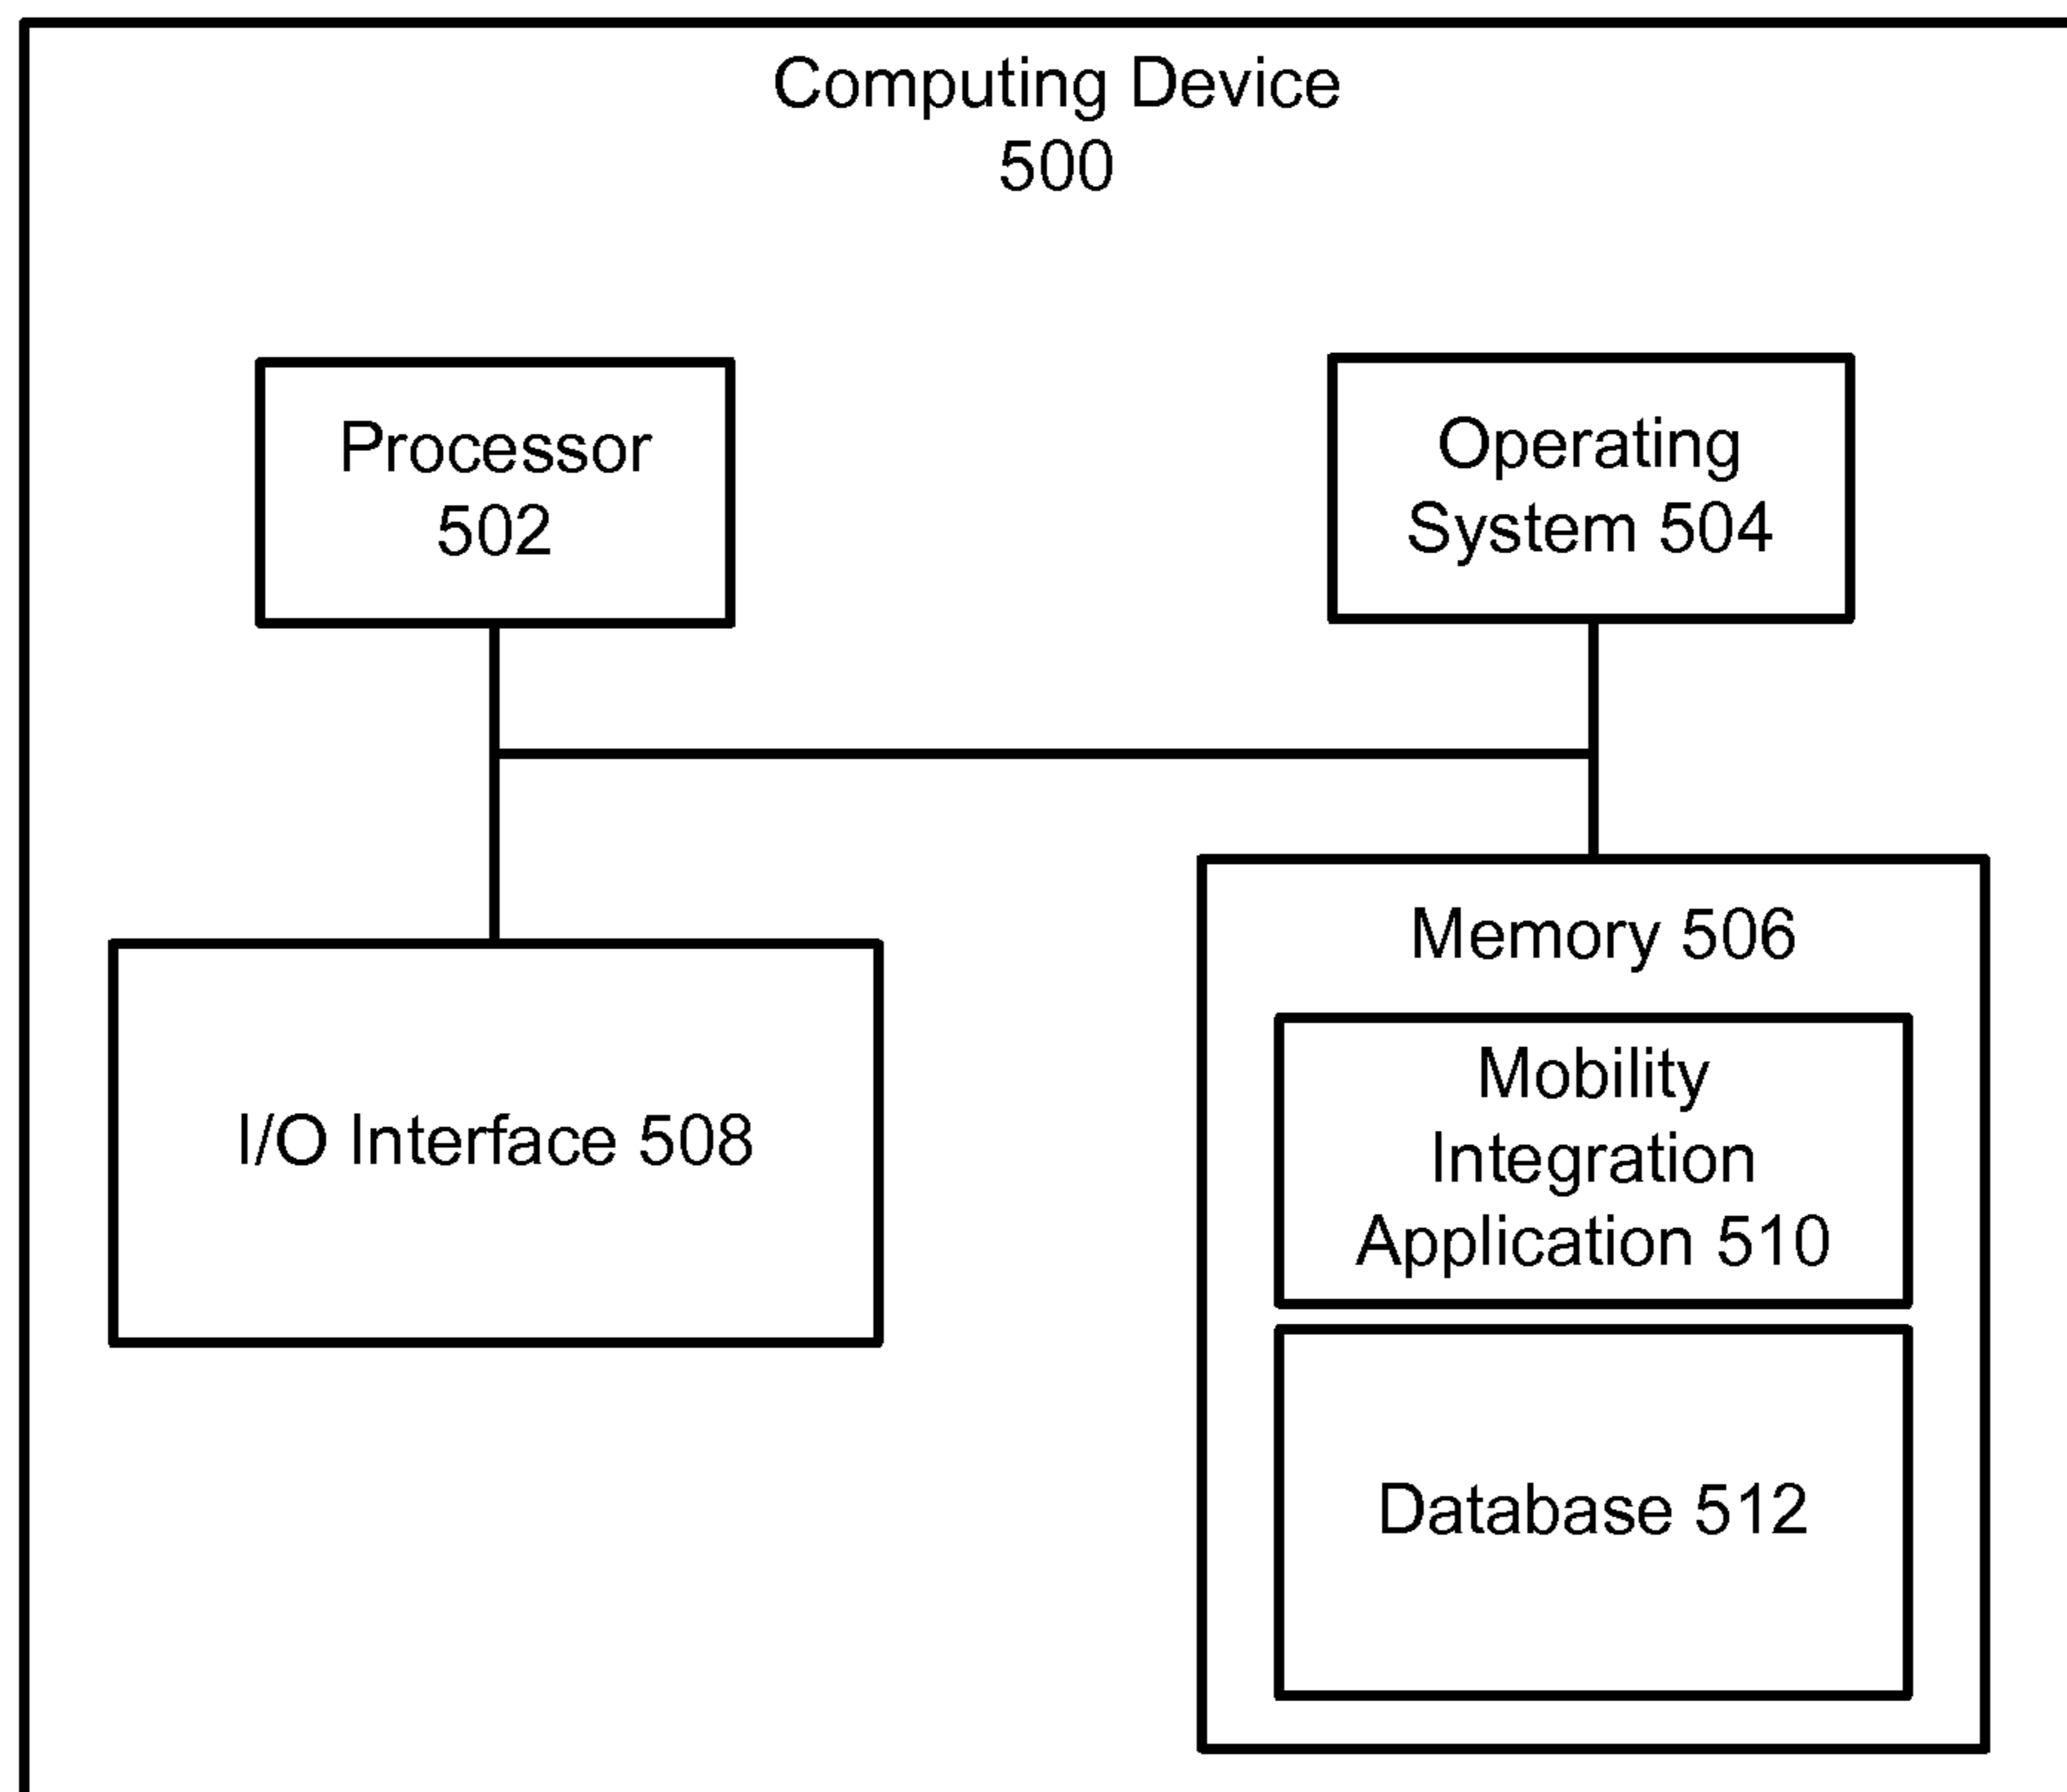 Computing Device
500
Processor
502
Operating
System 504
I/O Interface 508
Memory 506
Mobility
Integration
Application 510
Database 512